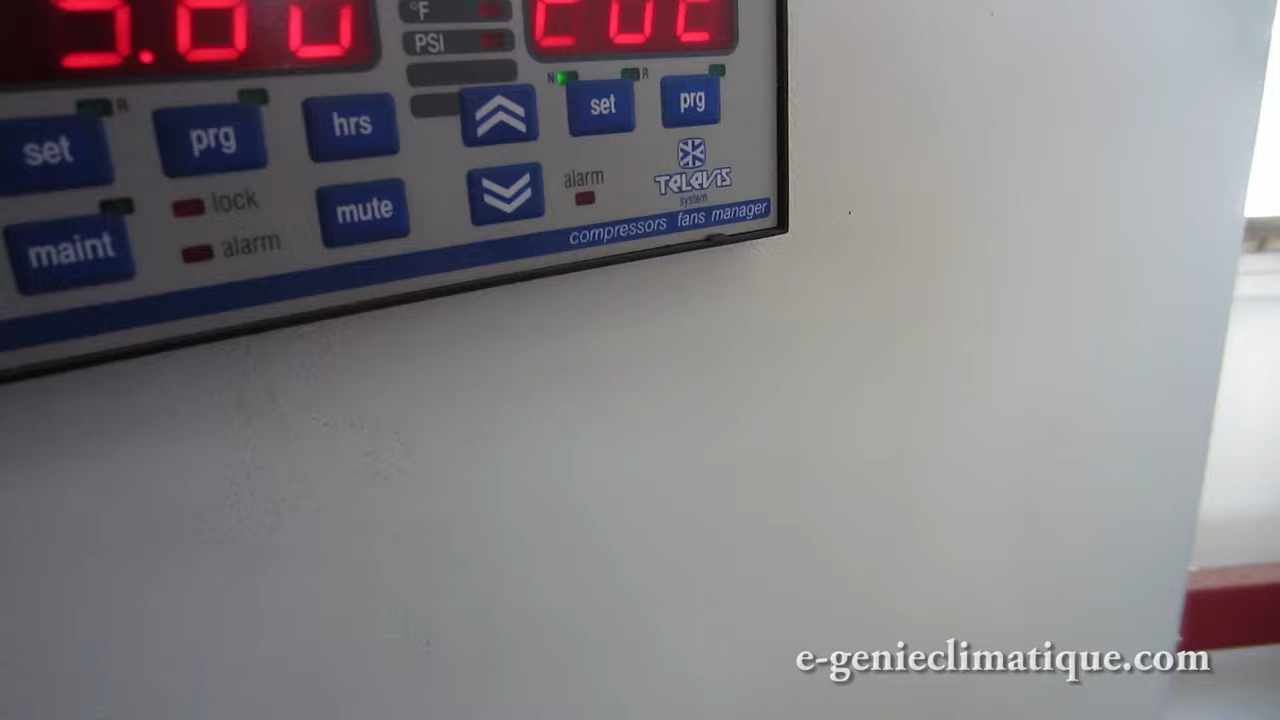 °F
PSI
N
R
R
set
prg
hrs
set
prg
maint
lock
alarm
mute
alarm
TELEVIS
system
compressors fans manager
e-genieclimatique.com